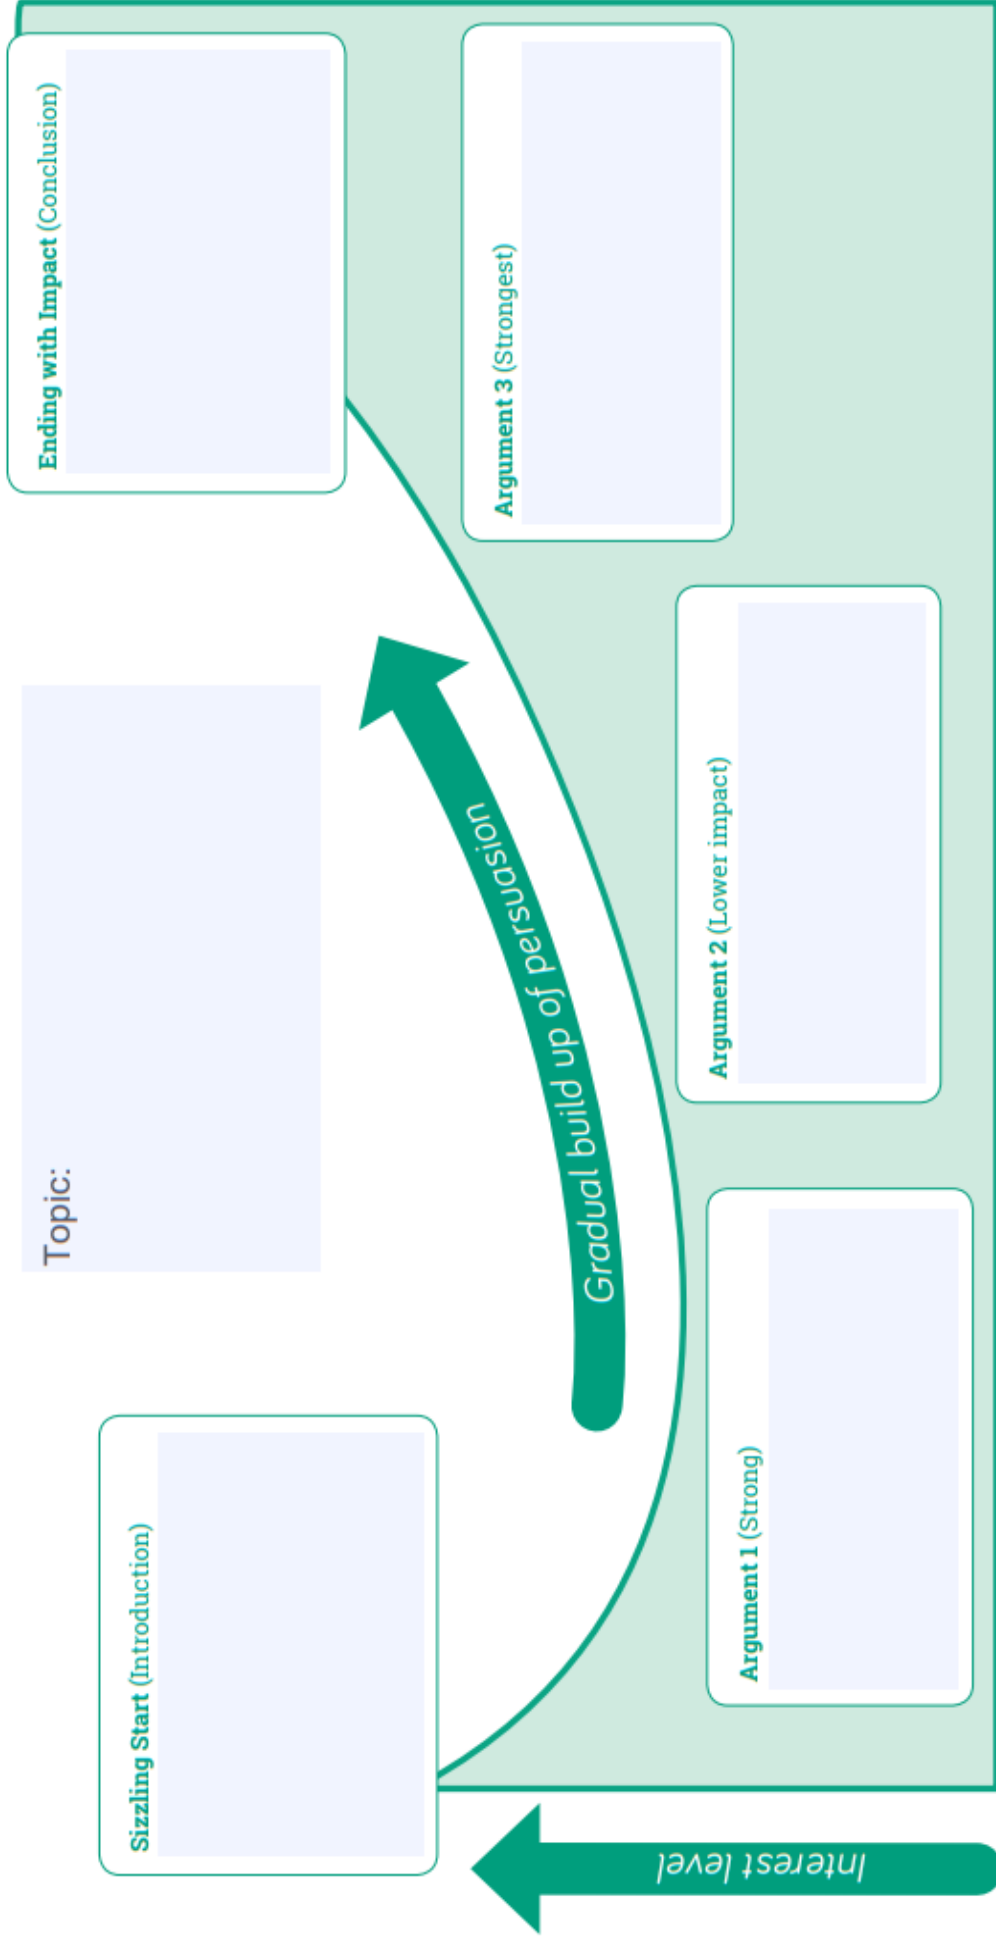 Topic:
Sizzling Start (Introduction)
Ending with Impact (Conclusion)
Gradual build up of persuasion
Interest level
Argument 1 (Strong)
Argument 2 (Lower impact)
Argument 3 (Strongest)